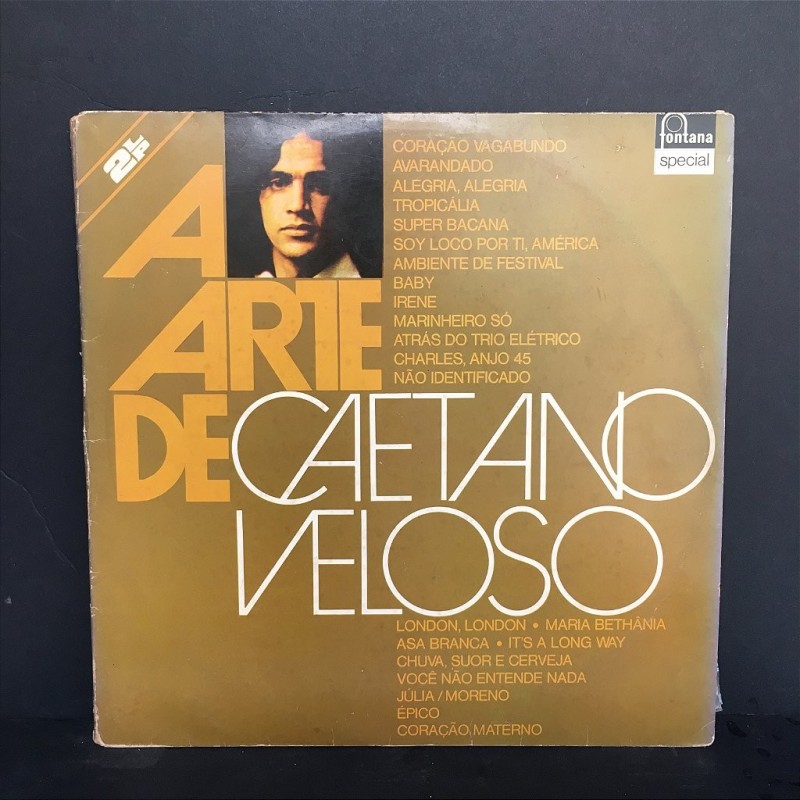 2LP
fontana
special
A
ARTE
DE CAETANO
VELOSO
CORAÇÃO VAGABUNDO
AVARANDADO
ALEGRIA, ALEGRIA
TROPICÁLIA
SUPER BACANA
SOY LOCO POR TI, AMÉRICA
AMBIENTE DE FESTIVAL
BABY
IRENE
MARINHEIRO SÓ
ATRÁS DO TRIO ELÉTRICO
CHARLES, ANJO 45
NÃO IDENTIFICADO
LONDON, LONDON • MARIA BETHÂNIA
ASA BRANCA • IT'S A LONG WAY
CHUVA, SUOR E CERVEJA
VOCÊ NÃO ENTENDE NADA
JÚLIA / MORENO
ÉPICO
CORAÇÃO MATERNO